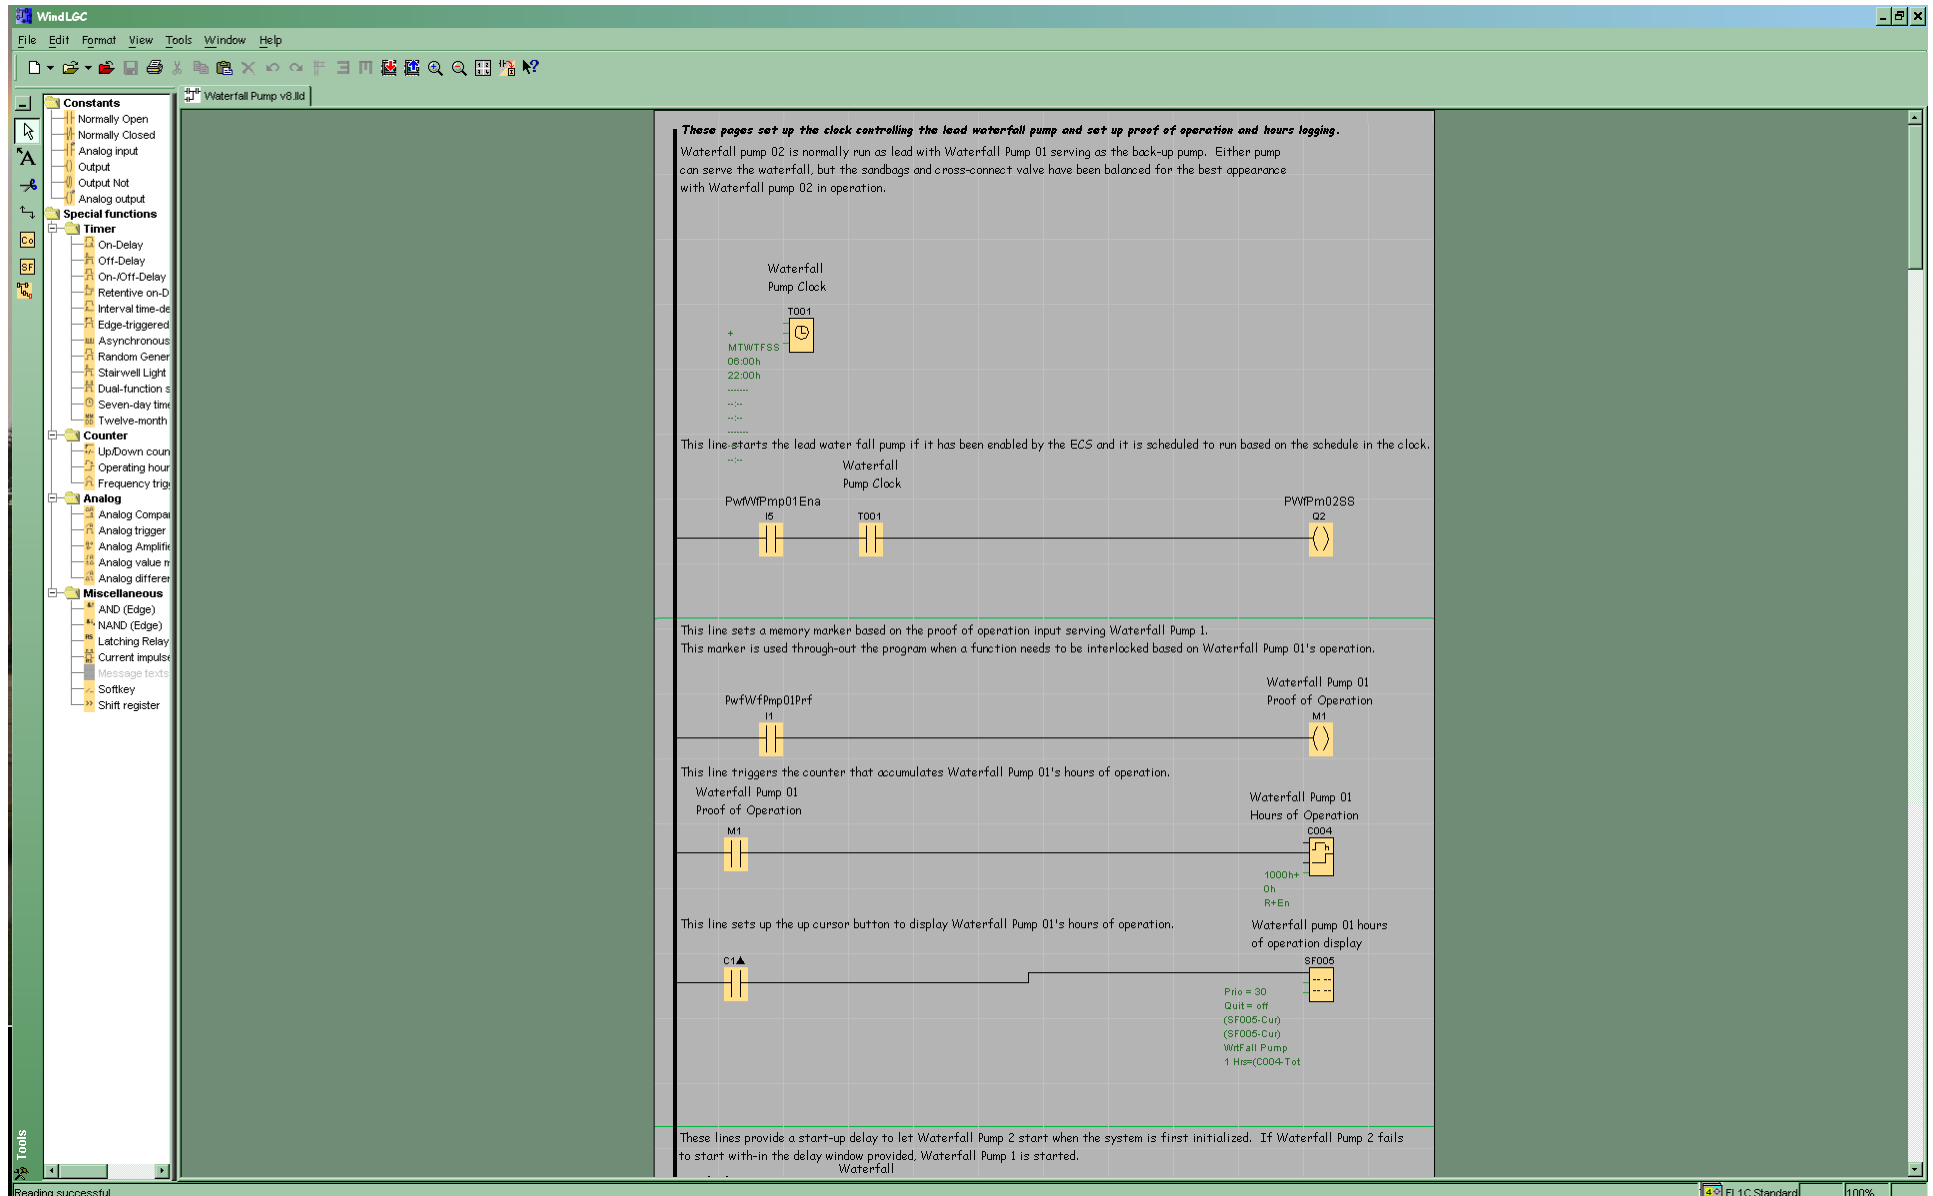 WindLGC
File Edit Format View Tools Window Help
Waterfall Pump v8.lld
Constants
Normally Open
Normally Closed
Analog input
Output
Output Not
Analog output
Special functions
Timer
On-Delay
Off-Delay
On-/Off-Delay
Retentive on-D
Interval time-de
Edge-triggered
Asynchronous
Random Gener
Stairwell Light
Dual-function s
Seven-day time
Twelve-month
Counter
Up/Down coun
Operating hour
Frequency trig
Analog
Analog Compar
Analog trigger
Analog Amplifie
Analog value m
Analog differen
Miscellaneous
AND (Edge)
NAND (Edge)
Latching Relay
Current impulse
Message texts
Softkey
Shift register
Co
SF
Tools
These pages set up the clock controlling the lead waterfall pump and set up proof of operation and hours logging.
Waterfall pump 02 is normally run as lead with Waterfall Pump 01 serving as the back-up pump. Either pump
can serve the waterfall, but the sandbags and cross-connect valve have been balanced for the best appearance
with Waterfall pump 02 in operation.
Waterfall
Pump Clock
T001
+
MTWTFSS
06:00h
22:00h
-------
--:--
--:--
-------
--:--
--:--
This line starts the lead water fall pump if it has been enabled by the ECS and it is scheduled to run based on the schedule in the clock.
Waterfall
Pump Clock
PwfWfPmp01Ena
PWfPm02SS
I5 T001 Q2
This line sets a memory marker based on the proof of operation input serving Waterfall Pump 1.
This marker is used through-out the program when a function needs to be interlocked based on Waterfall Pump 01's operation.
Waterfall Pump 01
PwfWfPmp01Prf Proof of Operation
I1 M1
This line triggers the counter that accumulates Waterfall Pump 01's hours of operation.
Waterfall Pump 01
Proof of Operation
Waterfall Pump 01
Hours of Operation
M1 C004
1000h+
0h
R+En
This line sets up the up cursor button to display Waterfall Pump 01's hours of operation.
Waterfall pump 01 hours
of operation display
C1▲ SF005
Prio = 30
Quit = off
(SF005-Cur)
(SF005-Cur)
WrtFall Pump
1 Hrs=(C004-Tot
These lines provide a start-up delay to let Waterfall Pump 2 start when the system is first initialized. If Waterfall Pump 2 fails
to start with-in the delay window provided, Waterfall Pump 1 is started.
Waterfall
Reading successful
FL1C Standard
100%